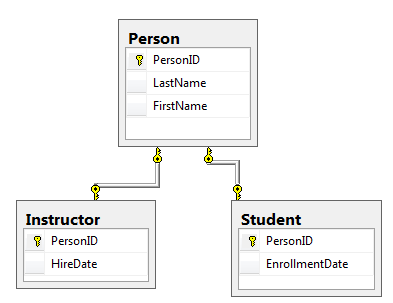 Person
PersonID
LastName
FirstName
Instructor
PersonID
HireDate
Student
PersonID
EnrollmentDate